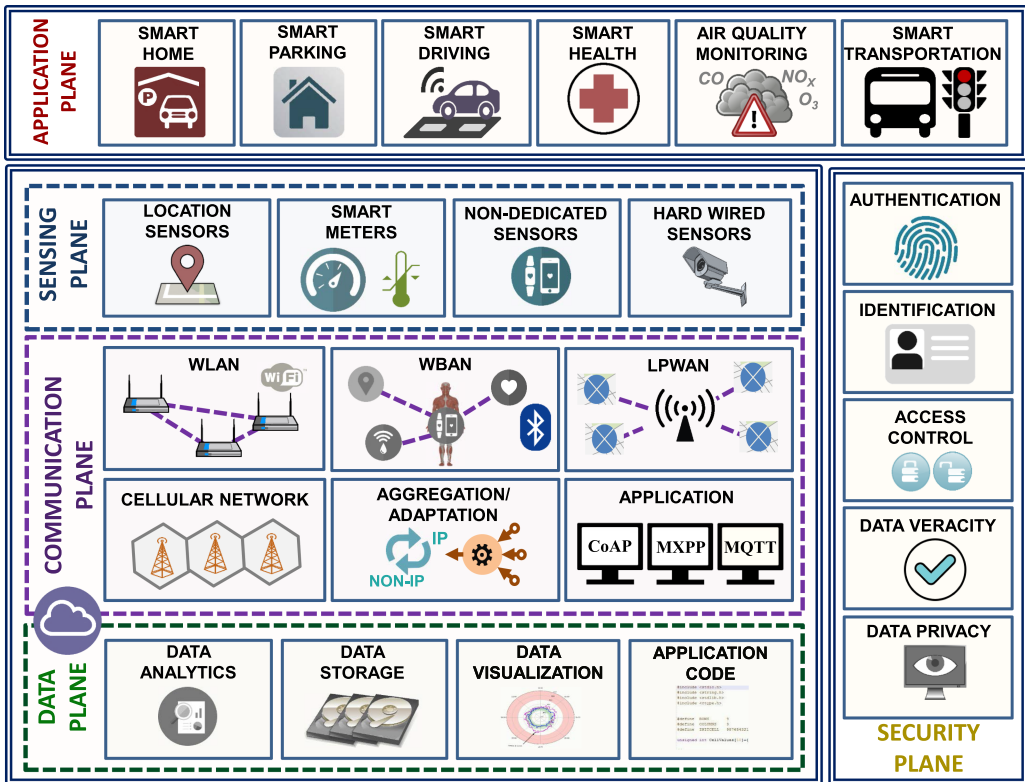 APPLICATION
PLANE
SMART
HOME
P
SMART
PARKING
SMART
DRIVING
SMART
HEALTH
AIR QUALITY
MONITORING
CO
NOX
O3
SMART
TRANSPORTATION
SENSING
PLANE
LOCATION
SENSORS
SMART
METERS
NON-DEDICATED
SENSORS
HARD WIRED
SENSORS
COMMUNICATION
PLANE
WLAN
WiFi
WBAN
LPWAN
CELLULAR NETWORK
AGGREGATION/
ADAPTATION
IP
NON-IP
APPLICATION
CoAP
MXPP
MQTT
DATA
PLANE
DATA
ANALYTICS
DATA
STORAGE
DATA
VISUALIZATION
APPLICATION
CODE
AUTHENTICATION
IDENTIFICATION
ACCESS
CONTROL
DATA VERACITY
DATA PRIVACY
SECURITY
PLANE